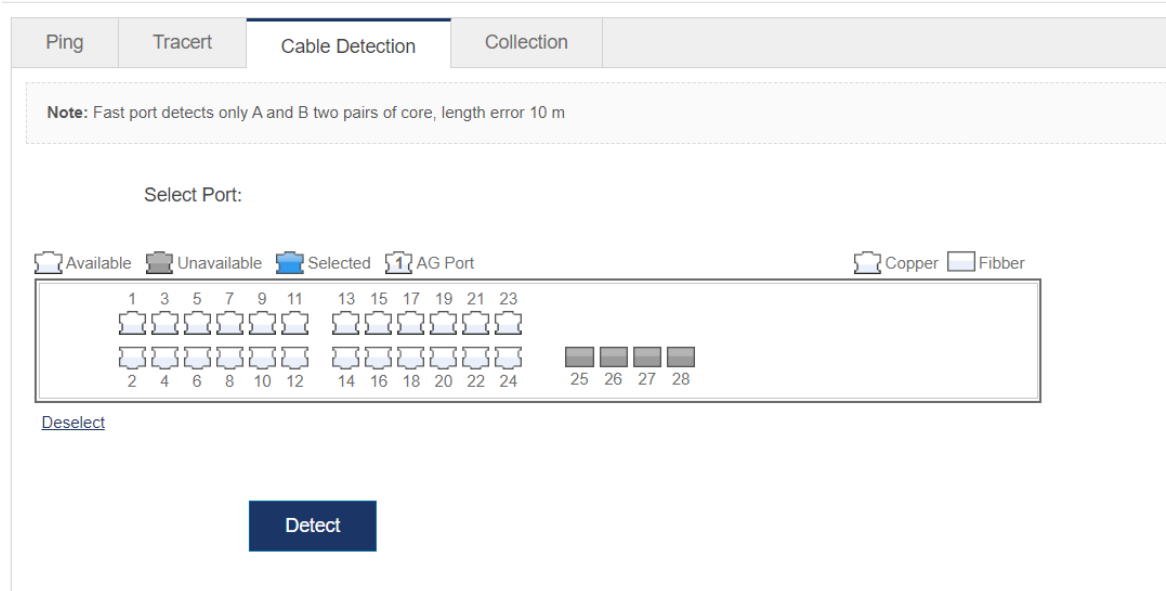 Ping Tracert Cable Detection Collection
Note: Fast port detects only A and B two pairs of core, length error 10 m
Select Port:
Available Unavailable Selected 1 AG Port Copper Fibber
1 3 5 7 9 11 13 15 17 19 21 23
2 4 6 8 10 12 14 16 18 20 22 24 25 26 27 28
Deselect
Detect